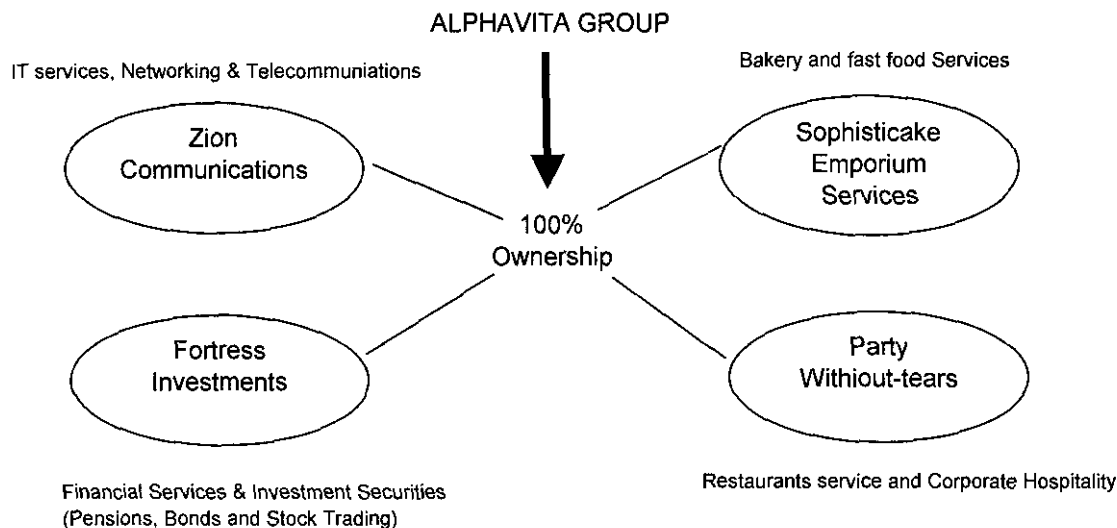 ALPHAVITA GROUP
IT services, Networking & Telecommuniations
Bakery and fast food Services
Zion
Communications
Sophisticake
Emporium
Services
100%
Ownership
Fortress
Investments
Party
Withiout-tears
Financial Services & Investment Securities
(Pensions, Bonds and Stock Trading)
Restaurants service and Corporate Hospitality